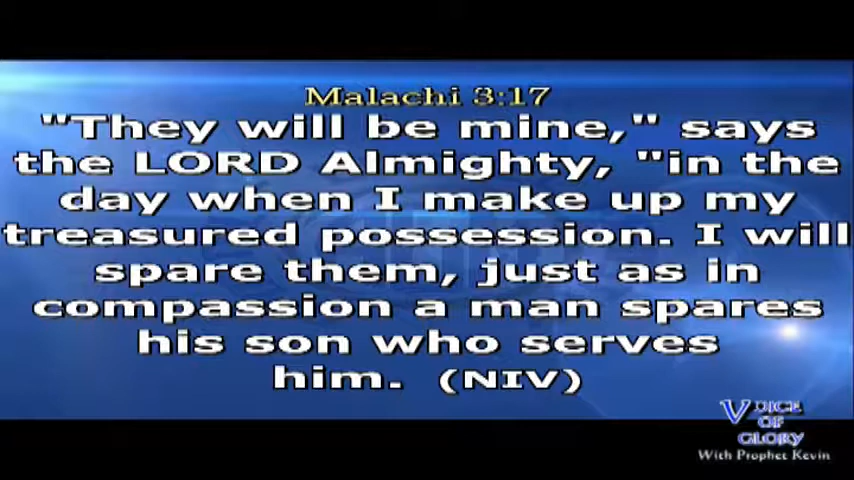 Malachi 3:17
"They will be mine," says
the LORD Almighty, "in the
day when I make up my
treasured possession. I will
spare them, just as in
compassion a man spares
his son who serves
him. (NIV)
VOICE
OF
GLORY
With Prophet Kevin